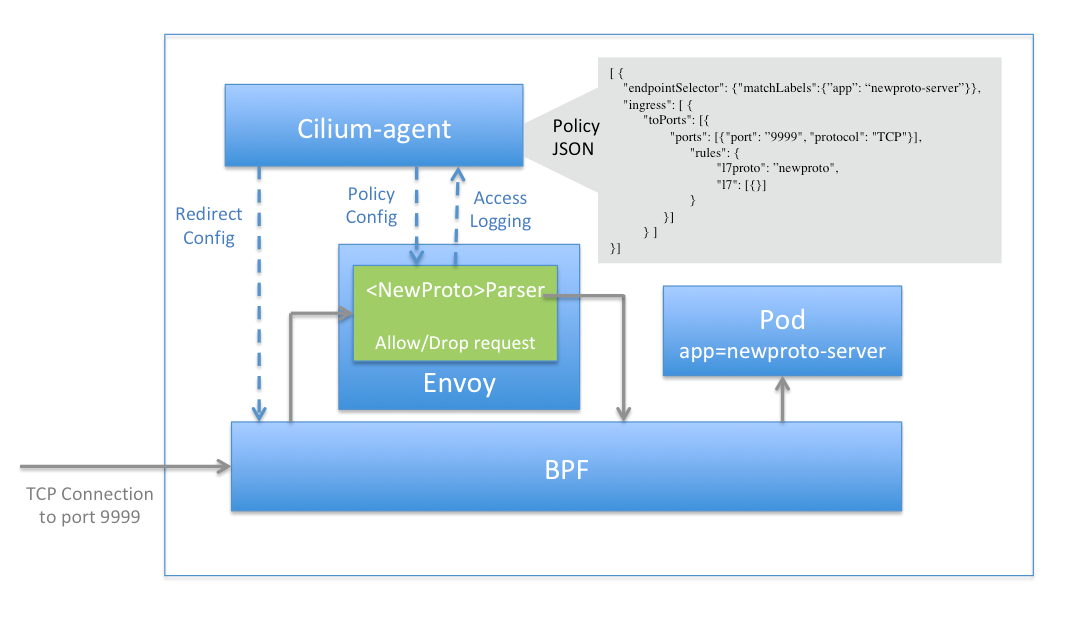 Cilium-agent
Policy
JSON
[ {
"endpointSelector": {"matchLabels":{”app”: “newproto-server”}},
"ingress": [ {
"toPorts": [{
"ports": [{"port": ”9999", "protocol": "TCP"}],
"rules": {
"l7proto": ”newproto",
"l7": [{}]
}
}]
} ]
}]
Redirect
Config
Policy
Config
Access
Logging
<NewProto>Parser
Allow/Drop request
Envoy
Pod
app=newproto-server
BPF
TCP Connection
to port 9999